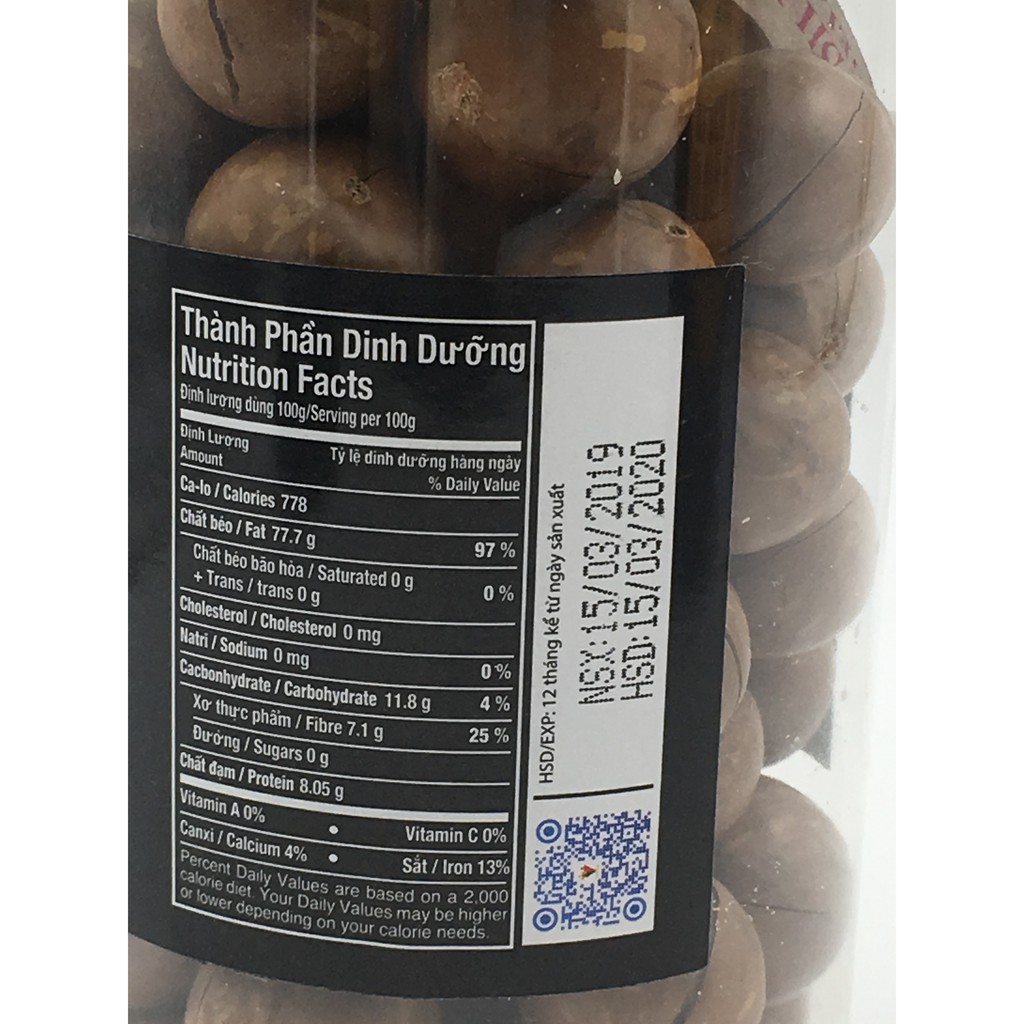 Thành Phần Dinh Dưỡng
Nutrition Facts
Định lượng dùng 100g/Serving per 100g
Định Lượng
Amount
Tỷ lệ dinh dưỡng hàng ngày
% Daily Value
Ca-lo / Calories 778
Chất béo / Fat 77.7 g 97 %
Chất béo bão hòa / Saturated 0 g 0 %
+ Trans / trans 0 g
Cholesterol / Cholesterol 0 mg
Natri / Sodium 0 mg 0 %
Cacbonhydrate / Carbohydrate 11.8 g 4 %
Xơ thực phẩm / Fibre 7.1 g 25 %
Đường / Sugars 0 g
Chất đạm / Protein 8.05 g
Vitamin A 0% • Vitamin C 0%
Canxi / Calcium 4% • Sắt / Iron 13%
Percent Daily Values are based on a 2,000
calorie diet. Your Daily Values may be higher
or lower depending on your calorie needs.
HSD/EXP: 12 tháng kể từ ngày sản xuất
NSX:15/03/2019
HSD:15/03/2020